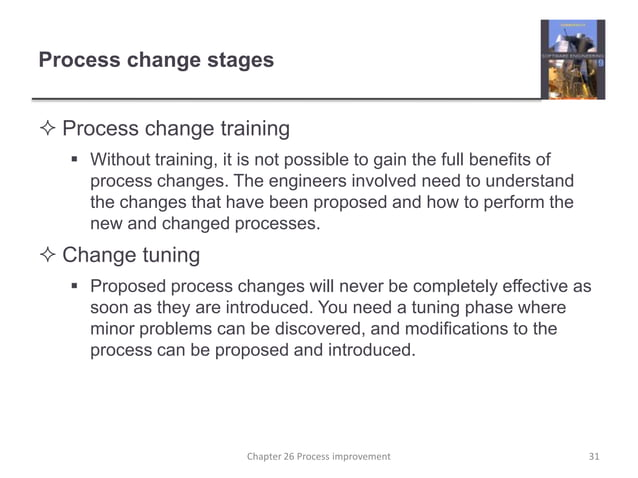 Process change stages
SOFTWARE ENGINEERING
9
✧ Process change training
▪ Without training, it is not possible to gain the full benefits of
process changes. The engineers involved need to understand
the changes that have been proposed and how to perform the
new and changed processes.
✧ Change tuning
▪ Proposed process changes will never be completely effective as
soon as they are introduced. You need a tuning phase where
minor problems can be discovered, and modifications to the
process can be proposed and introduced.
Chapter 26 Process improvement
31